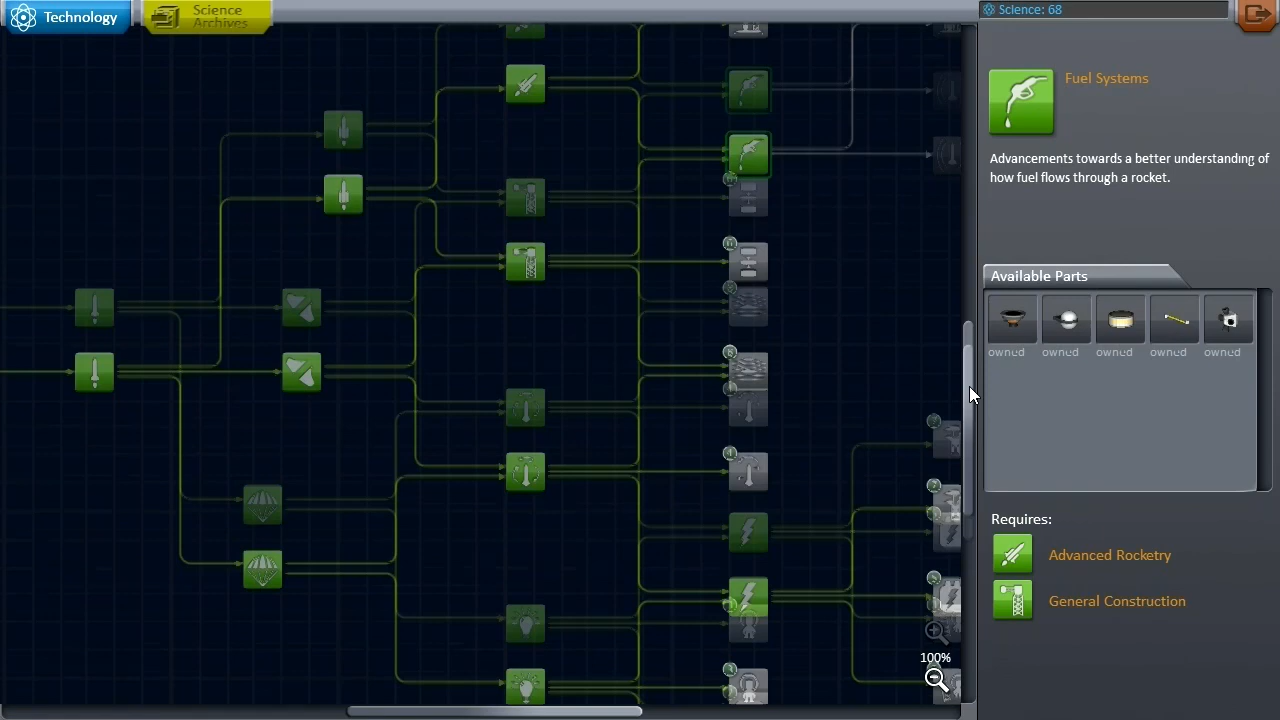 Technology
Science
Archives
Science: 68
Fuel Systems
Advancements towards a better understanding of
how fuel flows through a rocket.
Available Parts
owned owned owned owned owned
Requires:
Advanced Rocketry
General Construction
100%